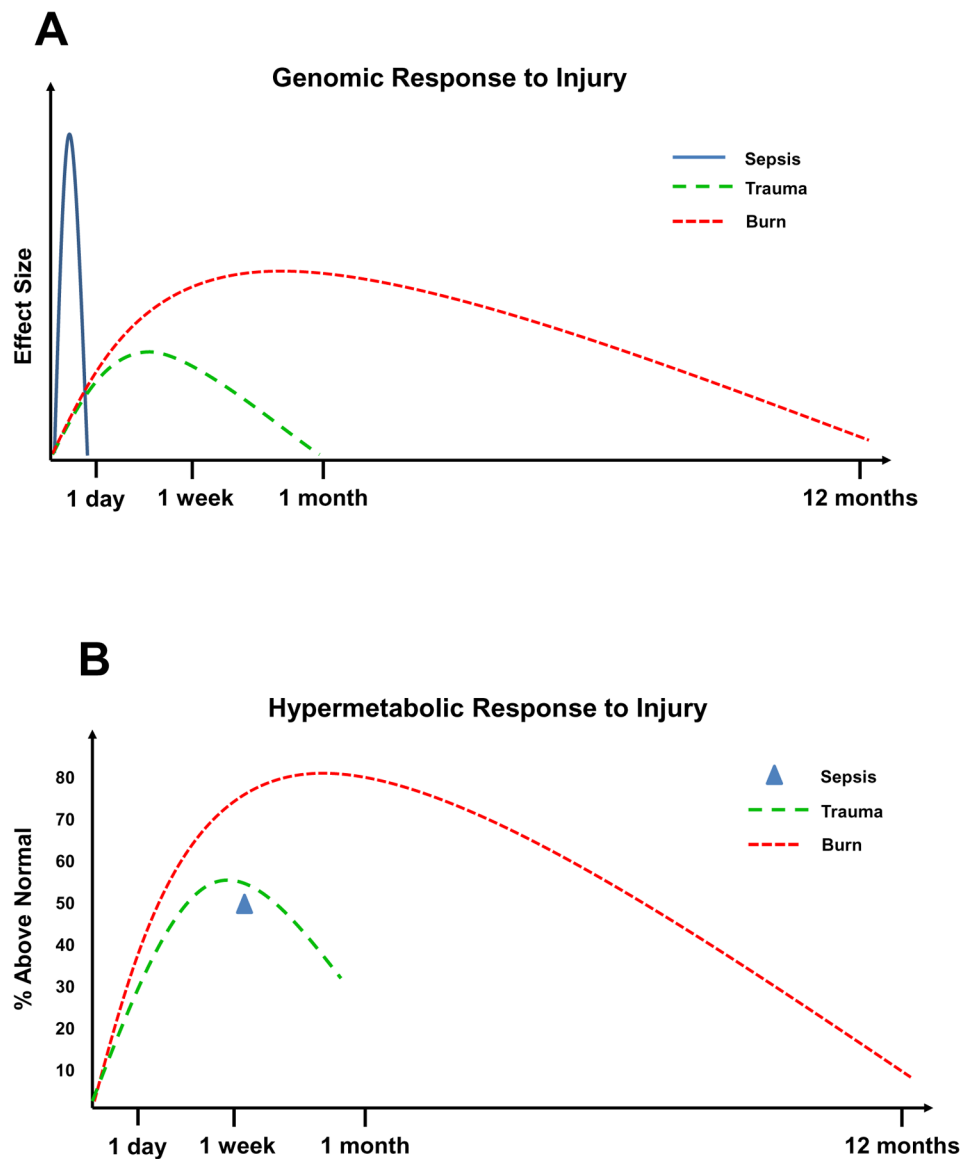 A
Genomic Response to Injury
Sepsis
Trauma
Burn
Effect Size
1 day
1 week
1 month
12 months
B
Hypermetabolic Response to Injury
Sepsis
Trauma
Burn
% Above Normal
80
70
60
50
40
30
20
10
1 day
1 week
1 month
12 months